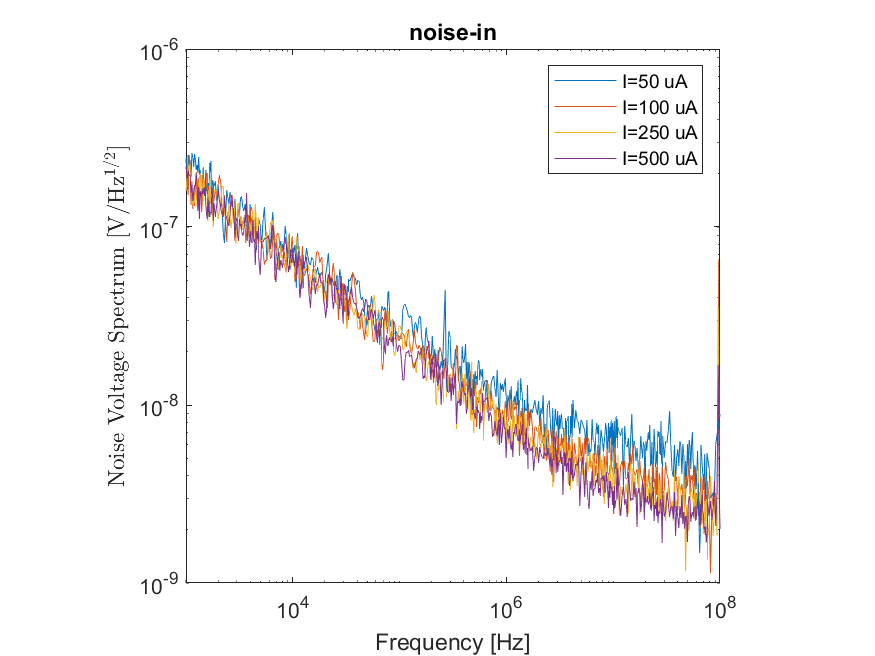 noise-in
10^-6
10^-7
10^-8
10^-9
Noise Voltage Spectrum [V/Hz^1/2]
I=50 uA
I=100 uA
I=250 uA
I=500 uA
10^4
10^6
10^8
Frequency [Hz]